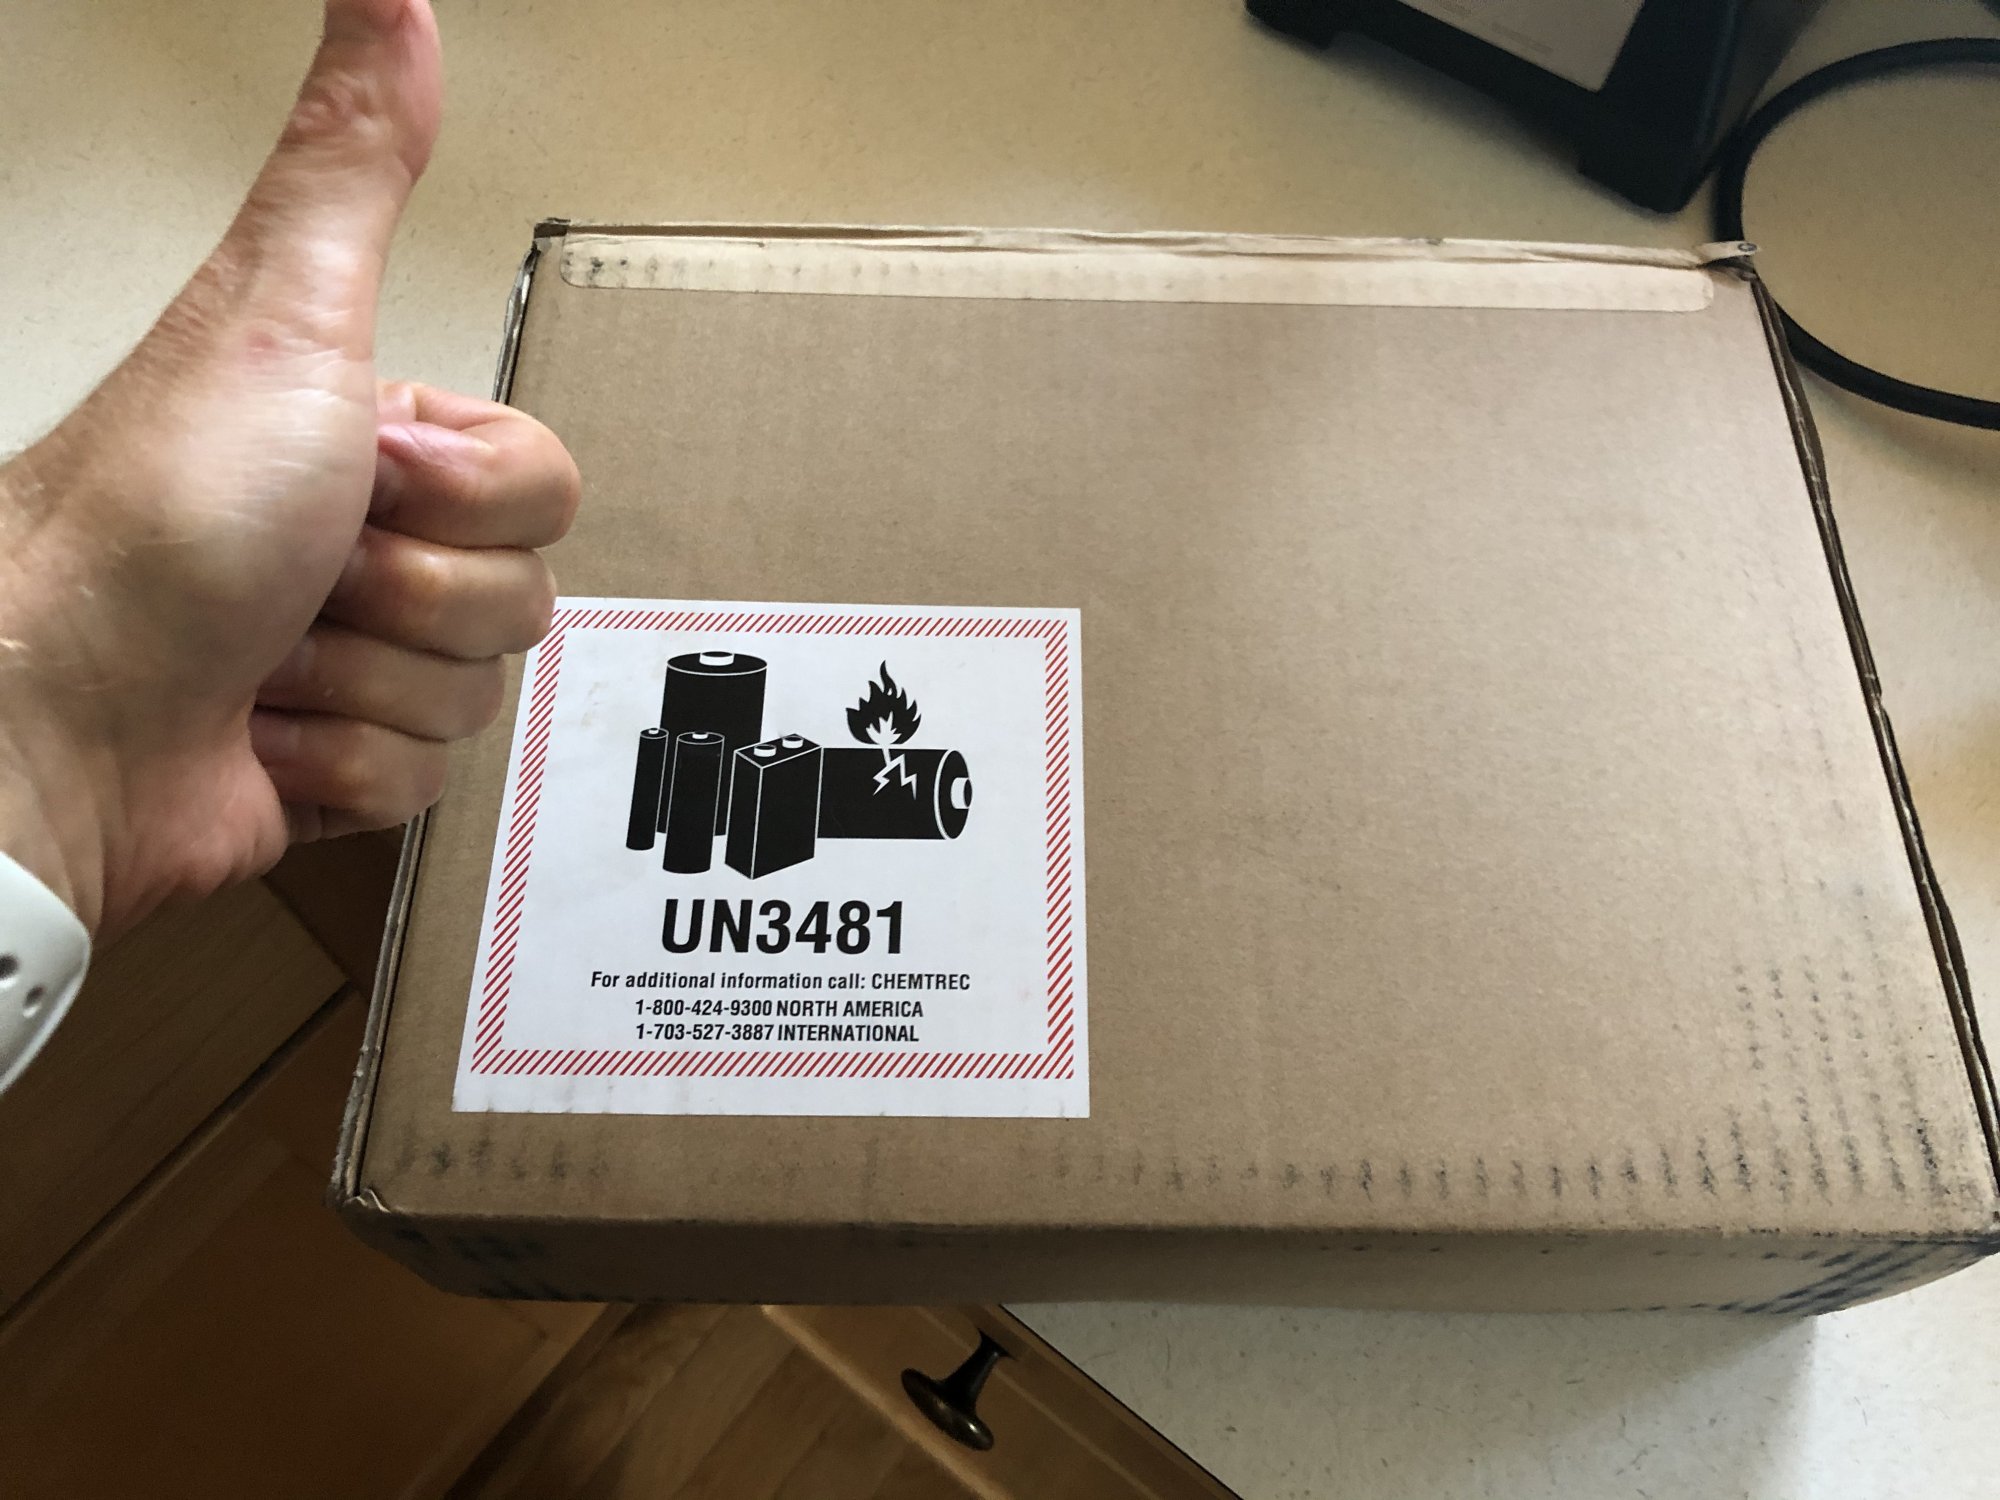 UN3481
For additional information call: CHEMTREC
1-800-424-9300 NORTH AMERICA
1-703-527-3887 INTERNATIONAL